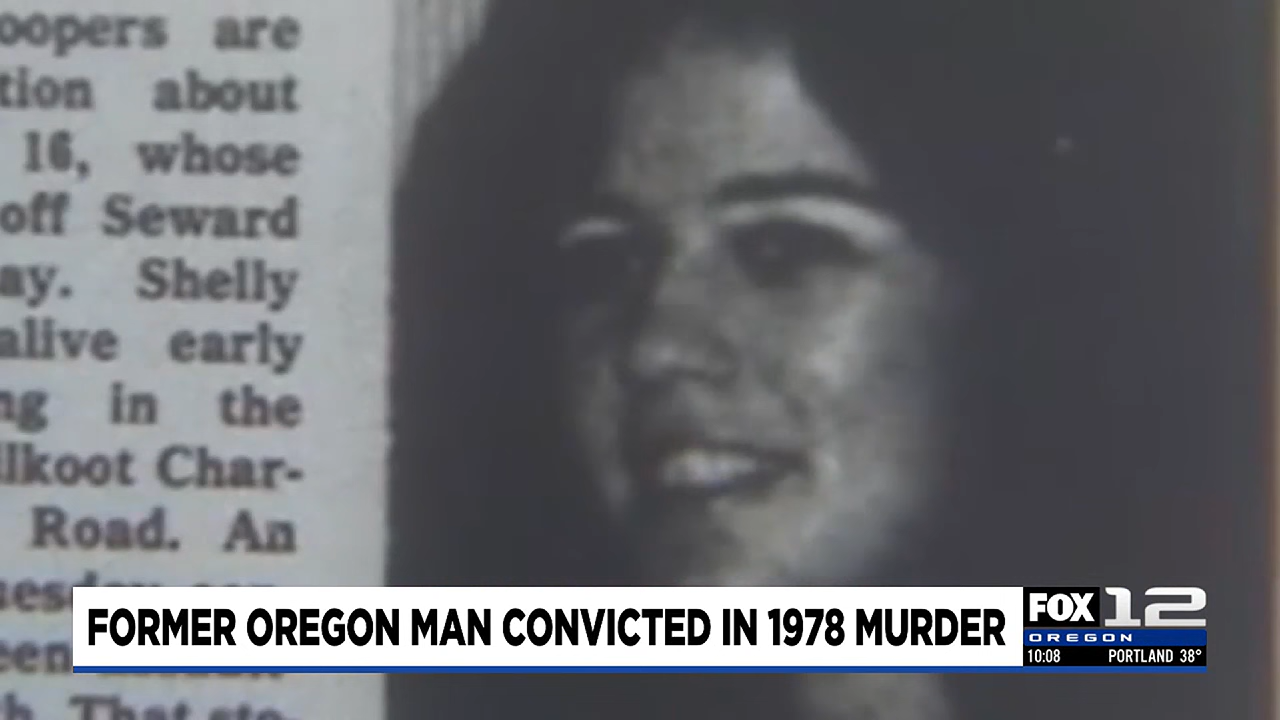 oopers are
tion about
16, whose
off Seward
ay. Shelly
alive early
ng in the
lkoot Char-
Road. An
FORMER OREGON MAN CONVICTED IN 1978 MURDER
FOX 12
OREGON
10:08 PORTLAND 38°